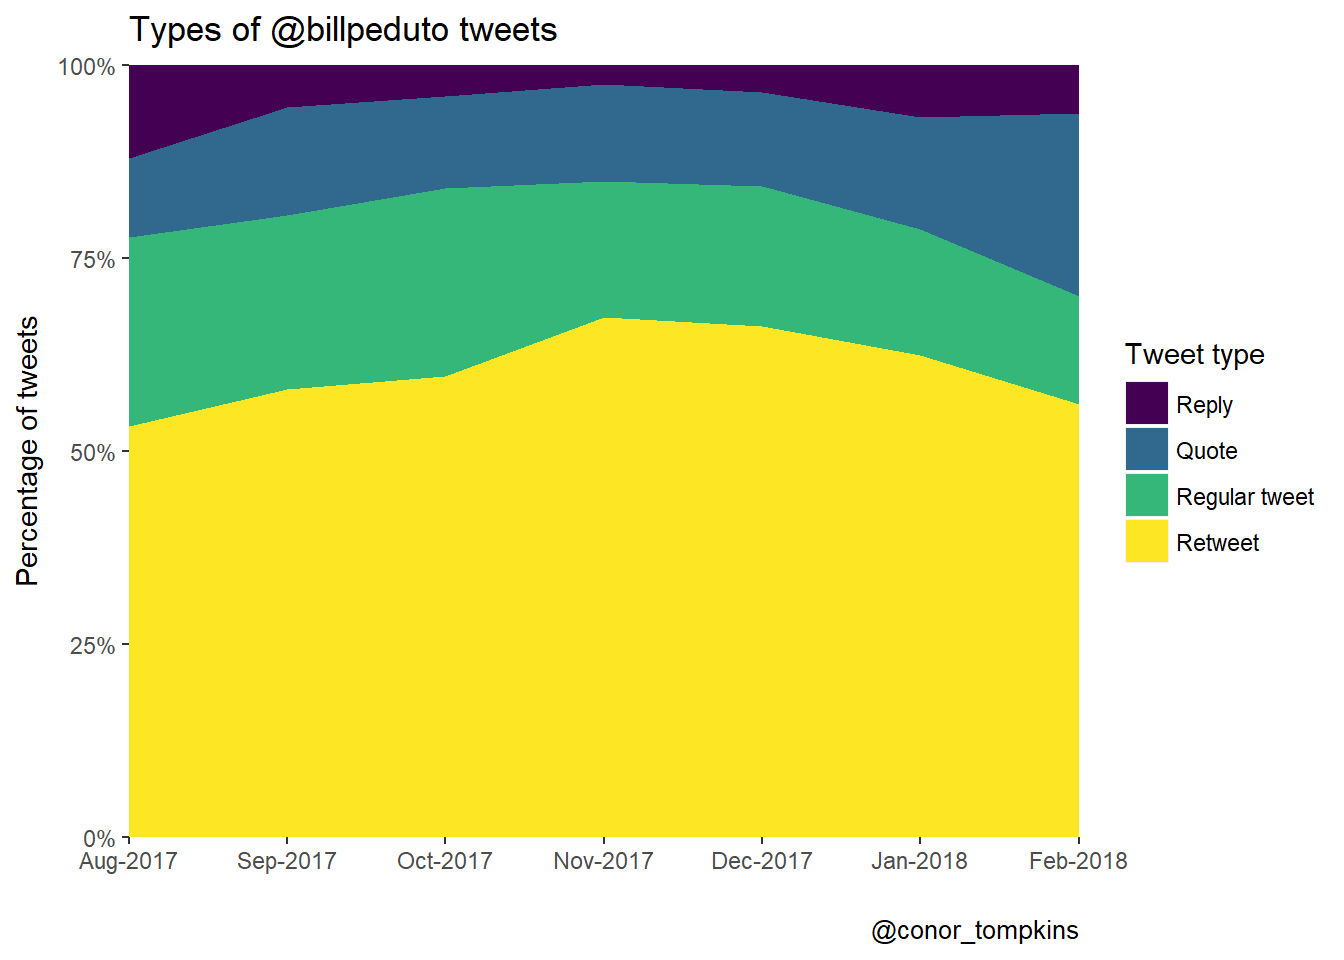 Types of @billpeduto tweets
100%
75%
50%
25%
0%
Percentage of tweets
Aug-2017 Sep-2017 Oct-2017 Nov-2017 Dec-2017 Jan-2018 Feb-2018
Tweet type
Reply
Quote
Regular tweet
Retweet
@conor_tompkins